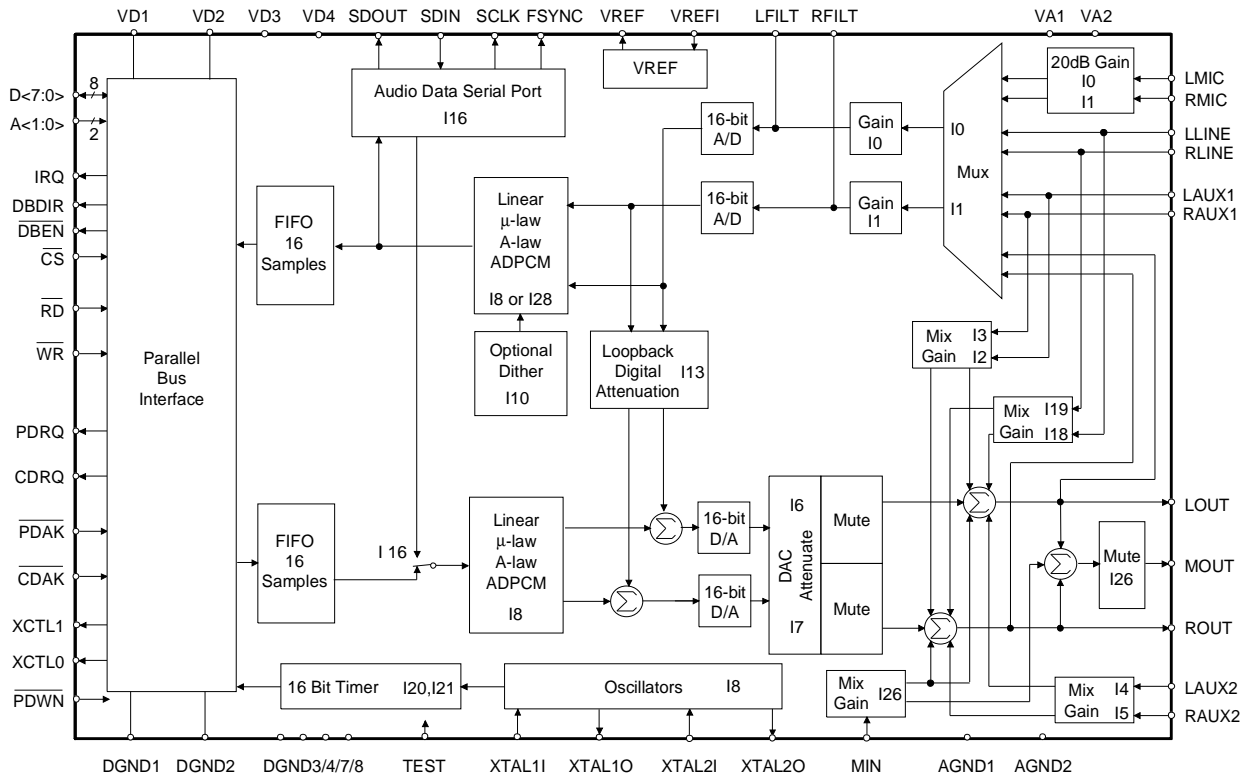 VD1 VD2 VD3 VD4 SDOUT SDIN SCLK FSYNC VREF VREFI LFILT RFILT VA1 VA2
D<7:0>
A<1:0>
IRQ
DBDIR
DBEN
CS
RD
WR
PDRQ
CDRQ
PDAK
CDAK
XCTL1
XCTL0
PDWN
8
2
Parallel
Bus
Interface
Audio Data Serial Port
I16
VREF
FIFO
16
Samples
Linear
μ-law
A-law
ADPCM
I8 or I28
Optional
Dither
I10
16-bit
A/D
16-bit
A/D
Gain
I0
Gain
I1
I0
Mux
I1
20dB Gain
I0
I1
LMIC
RMIC
LLINE
RLINE
LAUX1
RAUX1
Loopback
Digital
Attenuation
I13
Mix
Gain
I3
I2
Mix
Gain
I19
I18
FIFO
16
Samples
I 16
Linear
μ-law
A-law
ADPCM
I8
Σ
Σ
16-bit
D/A
16-bit
D/A
DAC
Attenuate
I6
I7
Mute
Mute
Σ
Σ
Σ
Mute
I26
LOUT
MOUT
ROUT
LAUX2
RAUX2
16 Bit Timer I20,I21
Oscillators I8
Mix
Gain
I26
Mix
Gain
I4
I5
DGND1 DGND2 DGND3/4/7/8 TEST XTAL1I XTAL1O XTAL2I XTAL2O MIN AGND1 AGND2